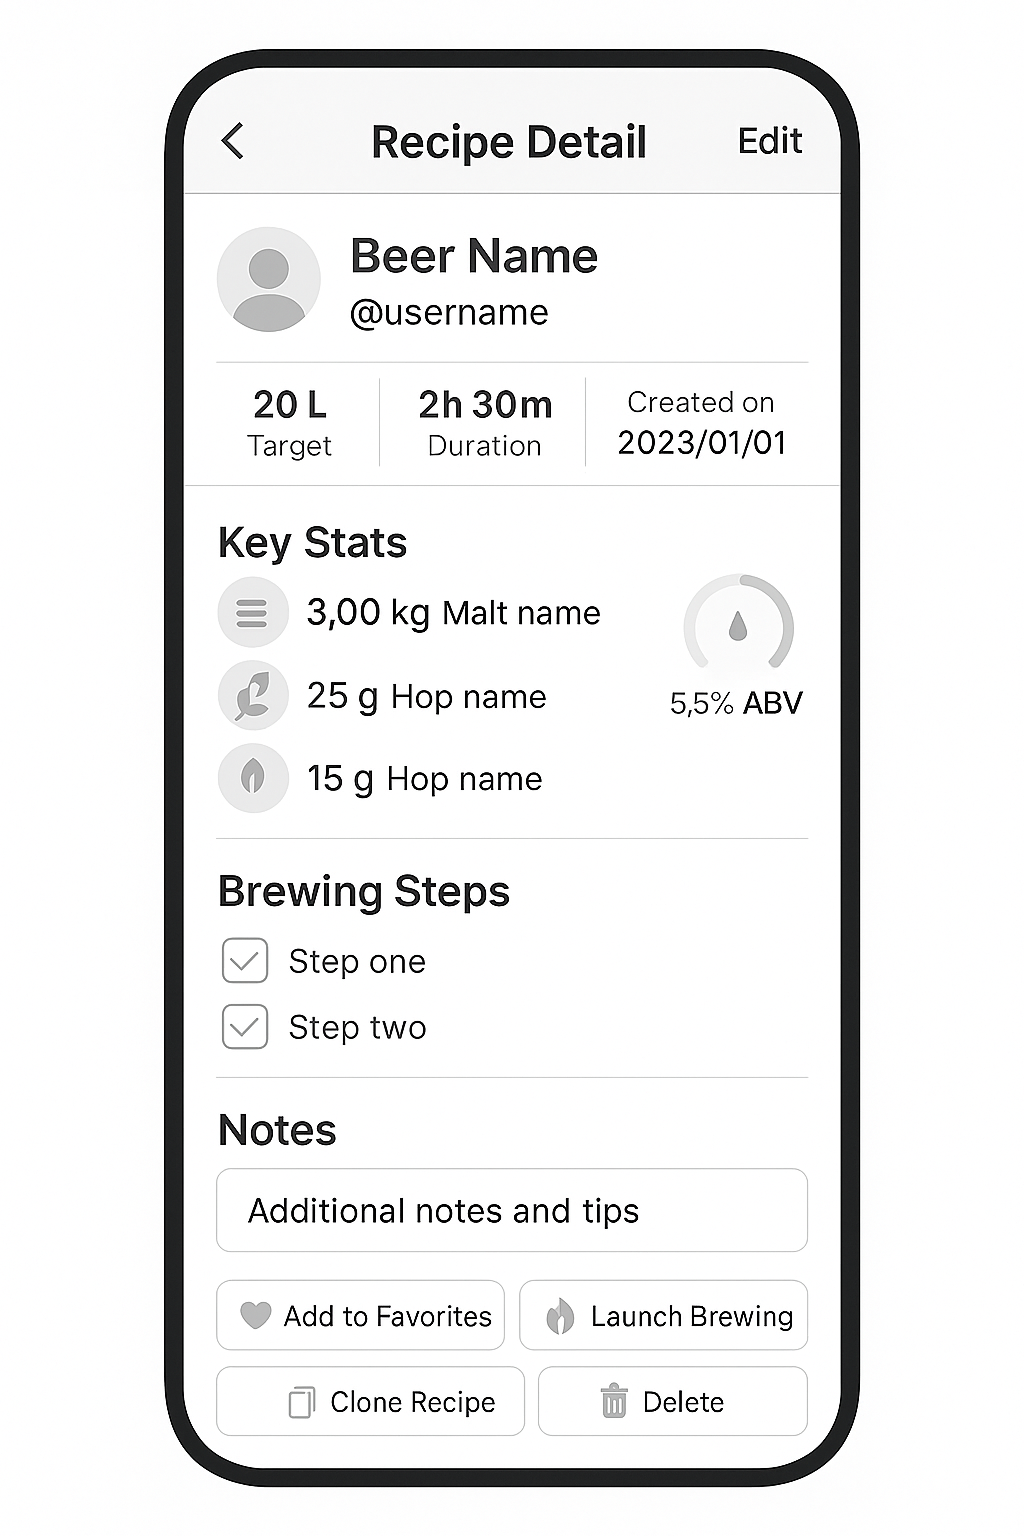 Recipe Detail Edit
Beer Name
@username
20 L
Target
2h 30m
Duration
Created on
2023/01/01
Key Stats
3,00 kg Malt name
25 g Hop name
15 g Hop name
5,5% ABV
Brewing Steps
Step one
Step two
Notes
Additional notes and tips
Add to Favorites
Launch Brewing
Clone Recipe
Delete